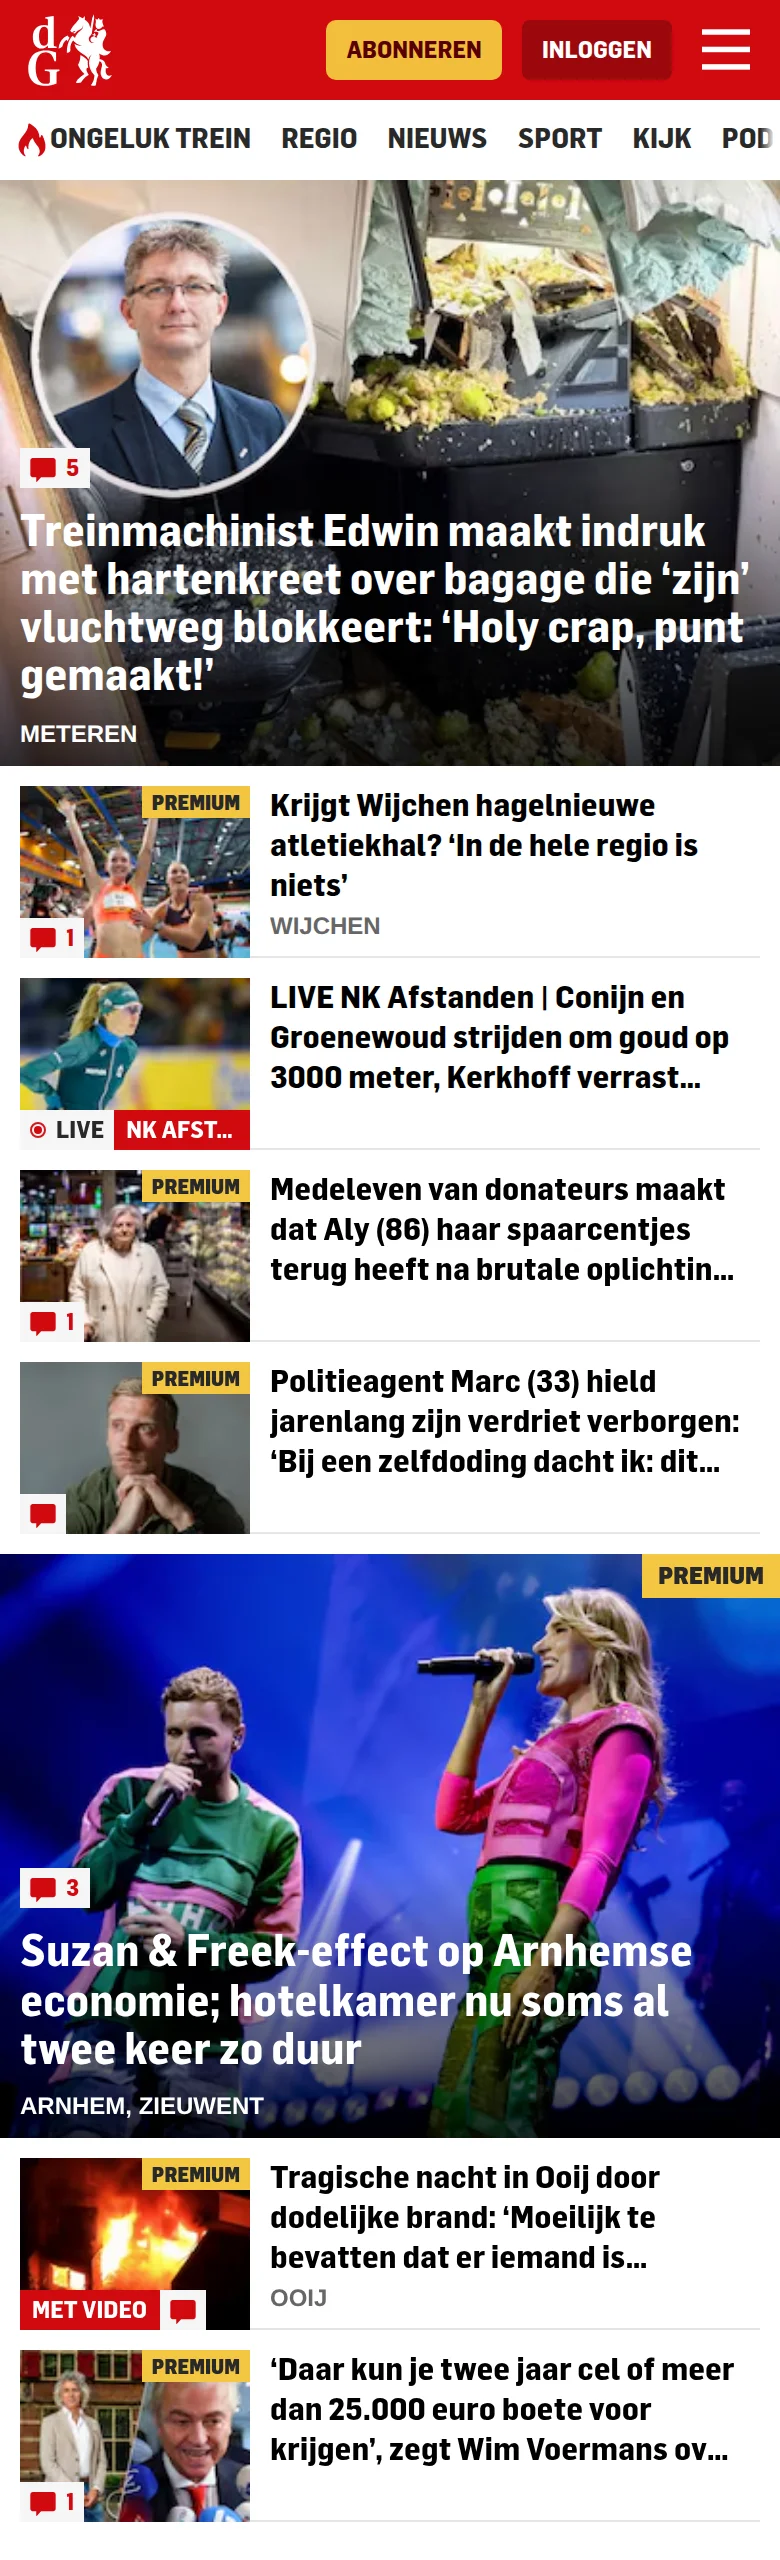 dG
ABONNEREN
INLOGGEN
ONGELUK TREIN REGIO NIEUWS SPORT KIJK POD
5
Treinmachinist Edwin maakt indruk
met hartenkreet over bagage die ‘zijn’
vluchtweg blokkeert: ‘Holy crap, punt
gemaakt!’
METEREN
PREMIUM
1
Krijgt Wijchen hagelnieuwe
atletiekhal? ‘In de hele regio is
niets’
WIJCHEN
LIVE NK AFST...
LIVE NK Afstanden | Conijn en
Groenewoud strijden om goud op
3000 meter, Kerkhoff verrast...
PREMIUM
1
Medeleven van donateurs maakt
dat Aly (86) haar spaarcentjes
terug heeft na brutale oplichtin...
PREMIUM
Politieagent Marc (33) hield
jarenlang zijn verdriet verborgen:
‘Bij een zelfdoding dacht ik: dit...
PREMIUM
3
Suzan & Freek-effect op Arnhemse
economie; hotelkamer nu soms al
twee keer zo duur
ARNHEM, ZIEUWENT
PREMIUM
MET VIDEO
Tragische nacht in Ooij door
dodelijke brand: ‘Moeilijk te
bevatten dat er iemand is...
OOIJ
PREMIUM
1
‘Daar kun je twee jaar cel of meer
dan 25.000 euro boete voor
krijgen’, zegt Wim Voermans ov...